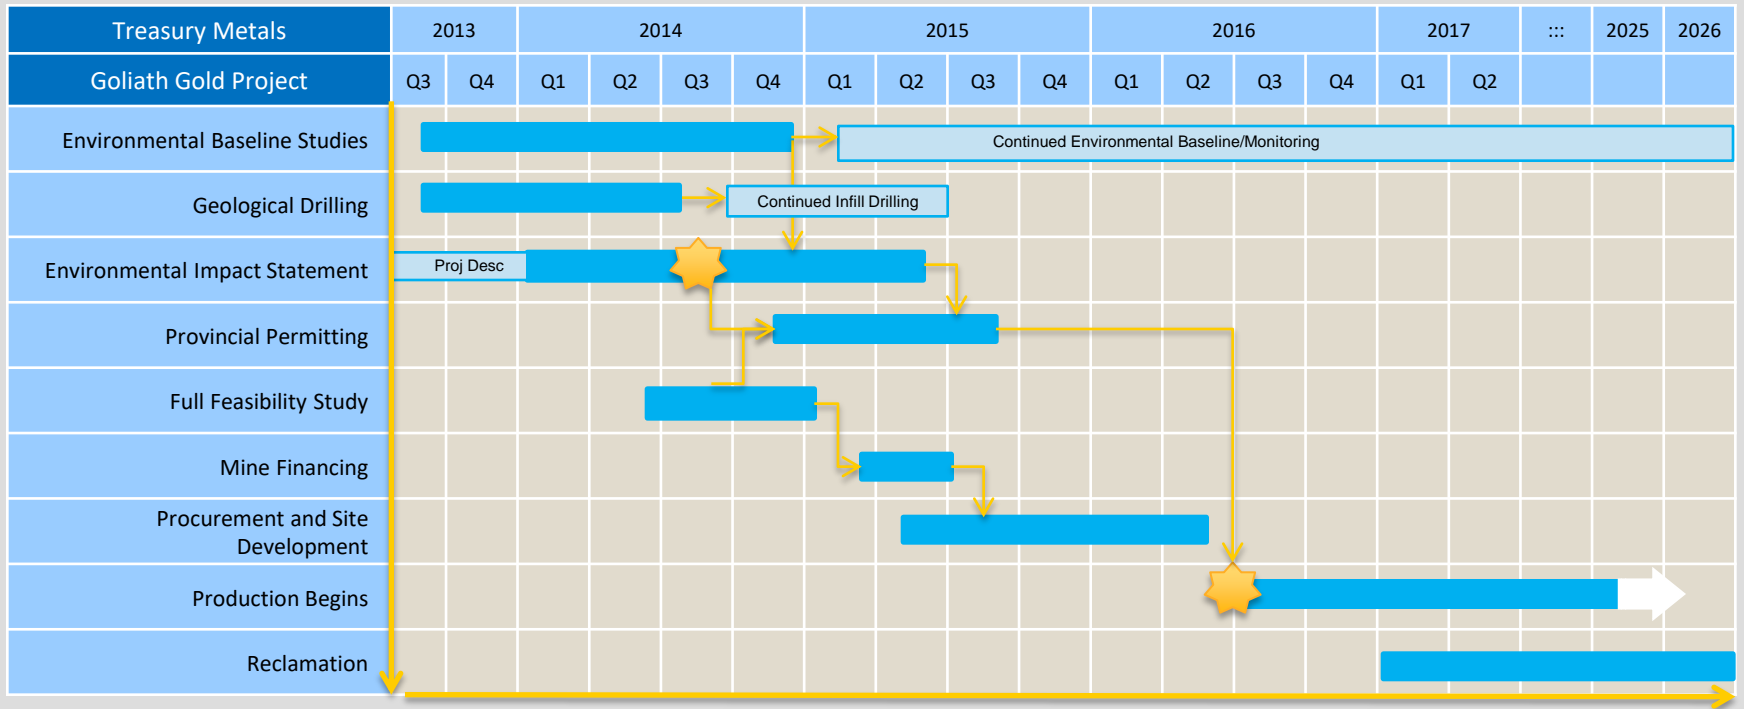 Treasury Metals 2013 2014 2015 2016 2017 ::: 2025 2026
Goliath Gold Project Q3 Q4 Q1 Q2 Q3 Q4 Q1 Q2 Q3 Q4 Q1 Q2 Q3 Q4 Q1 Q2
Environmental Baseline Studies Continued Environmental Baseline/Monitoring
Geological Drilling Continued Infill Drilling
Environmental Impact Statement Proj Desc
Provincial Permitting
Full Feasibility Study
Mine Financing
Procurement and Site
Development
Production Begins
Reclamation